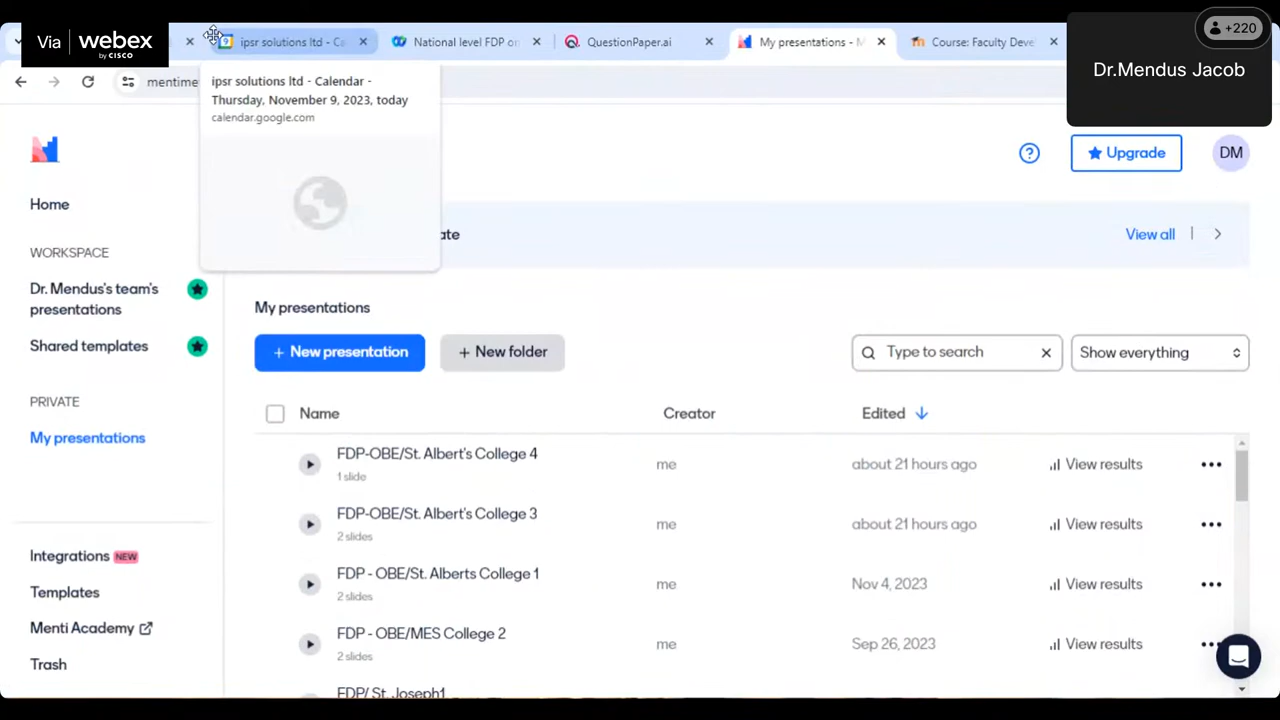 Via webex
by CISCO
ipsr solutions ltd - Ca
National level FDP on
QuestionPaper.ai
My presentations - M
Course: Faculty Deve
+220
Dr.Mendus Jacob
mentime
ipsr solutions ltd - Calendar -
Thursday, November 9, 2023, today
calendar.google.com
Upgrade
DM
Home
ate
View all
WORKSPACE
Dr. Mendus's team's
presentations
Shared templates
My presentations
+ New presentation
+ New folder
Type to search
Show everything
PRIVATE
My presentations
Name
Creator
Edited
FDP-OBE/St. Albert's College 4
1 slide
me
about 21 hours ago
View results
FDP-OBE/St. Albert's College 3
2 slides
me
about 21 hours ago
View results
FDP - OBE/St. Alberts College 1
2 slides
me
Nov 4, 2023
View results
FDP - OBE/MES College 2
2 slides
me
Sep 26, 2023
View results
FDP/ St. Joseph1
Integrations NEW
Templates
Menti Academy
Trash